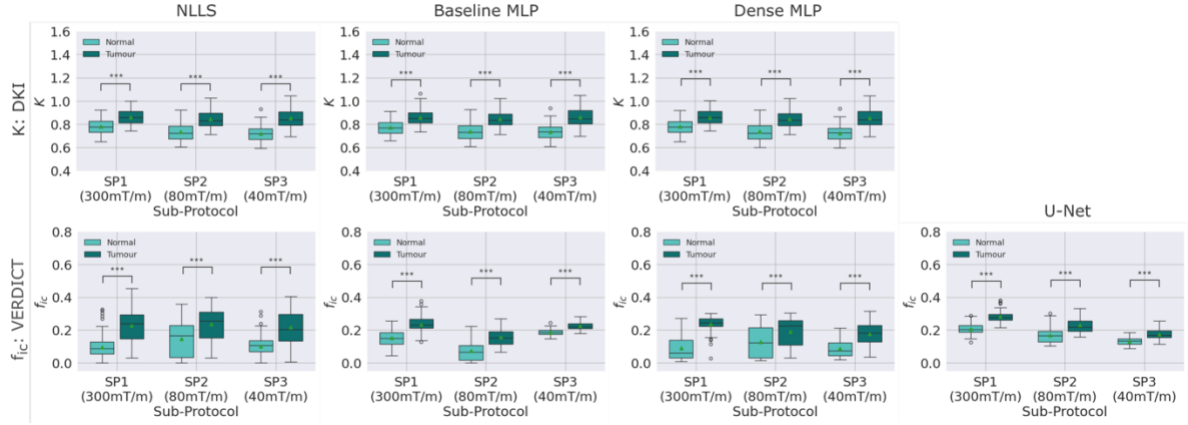 NLLS
Baseline MLP
Dense MLP
K: DKI
K
1.6
1.4
1.2
1.0
0.8
0.6
0.4
Normal
Tumour
***
***
***
SP1
(300mT/m)
SP2
(80mT/m)
SP3
(40mT/m)
Sub-Protocol
K
1.6
1.4
1.2
1.0
0.8
0.6
0.4
Normal
Tumour
***
***
***
SP1
(300mT/m)
SP2
(80mT/m)
SP3
(40mT/m)
Sub-Protocol
K
1.6
1.4
1.2
1.0
0.8
0.6
0.4
Normal
Tumour
***
***
***
SP1
(300mT/m)
SP2
(80mT/m)
SP3
(40mT/m)
Sub-Protocol
U-Net
fic: VERDICT
fic
0.8
0.6
0.4
0.2
0.0
Normal
Tumour
***
***
***
SP1
(300mT/m)
SP2
(80mT/m)
SP3
(40mT/m)
Sub-Protocol
fic
0.8
0.6
0.4
0.2
0.0
Normal
Tumour
***
***
***
SP1
(300mT/m)
SP2
(80mT/m)
SP3
(40mT/m)
Sub-Protocol
fic
0.8
0.6
0.4
0.2
0.0
Normal
Tumour
***
***
***
SP1
(300mT/m)
SP2
(80mT/m)
SP3
(40mT/m)
Sub-Protocol
fic
0.8
0.6
0.4
0.2
0.0
Normal
Tumour
***
***
***
SP1
(300mT/m)
SP2
(80mT/m)
SP3
(40mT/m)
Sub-Protocol